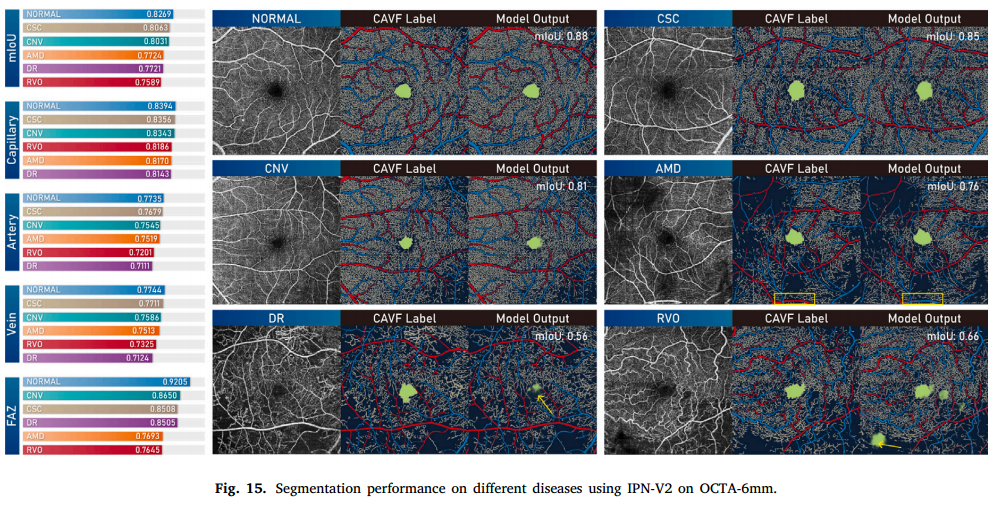 mIoU
NORMAL 0.8269
CSC 0.8063
CNV 0.8031
AMD 0.7724
DR 0.7721
RVO 0.7589
Capillary
NORMAL 0.8394
CSC 0.8356
CNV 0.8343
RVO 0.8186
AMD 0.8170
DR 0.8143
Artery
NORMAL 0.7735
CSC 0.7679
CNV 0.7545
AMD 0.7519
RVO 0.7201
DR 0.7111
Vein
NORMAL 0.7744
CSC 0.7711
CNV 0.7586
AMD 0.7513
RVO 0.7325
DR 0.7124
FAZ
NORMAL 0.9205
CNV 0.8650
CSC 0.8508
DR 0.8505
AMD 0.7693
RVO 0.7645
NORMAL CAVF Label Model Output
mIoU: 0.88
CSC CAVF Label Model Output
mIoU: 0.85
CNV CAVF Label Model Output
mIoU: 0.81
AMD CAVF Label Model Output
mIoU: 0.76
DR CAVF Label Model Output
mIoU: 0.56
RVO CAVF Label Model Output
mIoU: 0.66
Fig. 15. Segmentation performance on different diseases using IPN-V2 on OCTA-6mm.